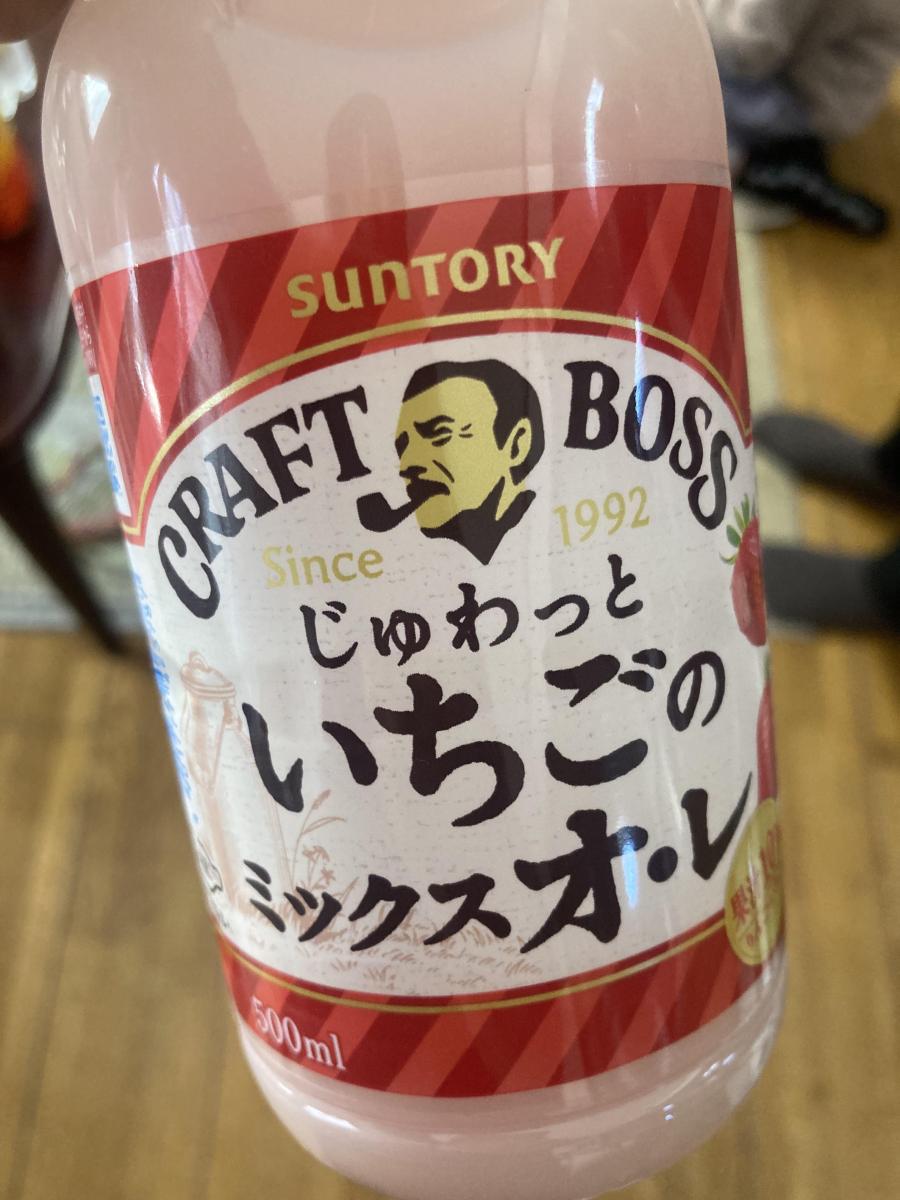 SUNTORY
CRAFT BOSS
Since 1992
じゅわっと
いちごの
ミックスオ・レ
500ml